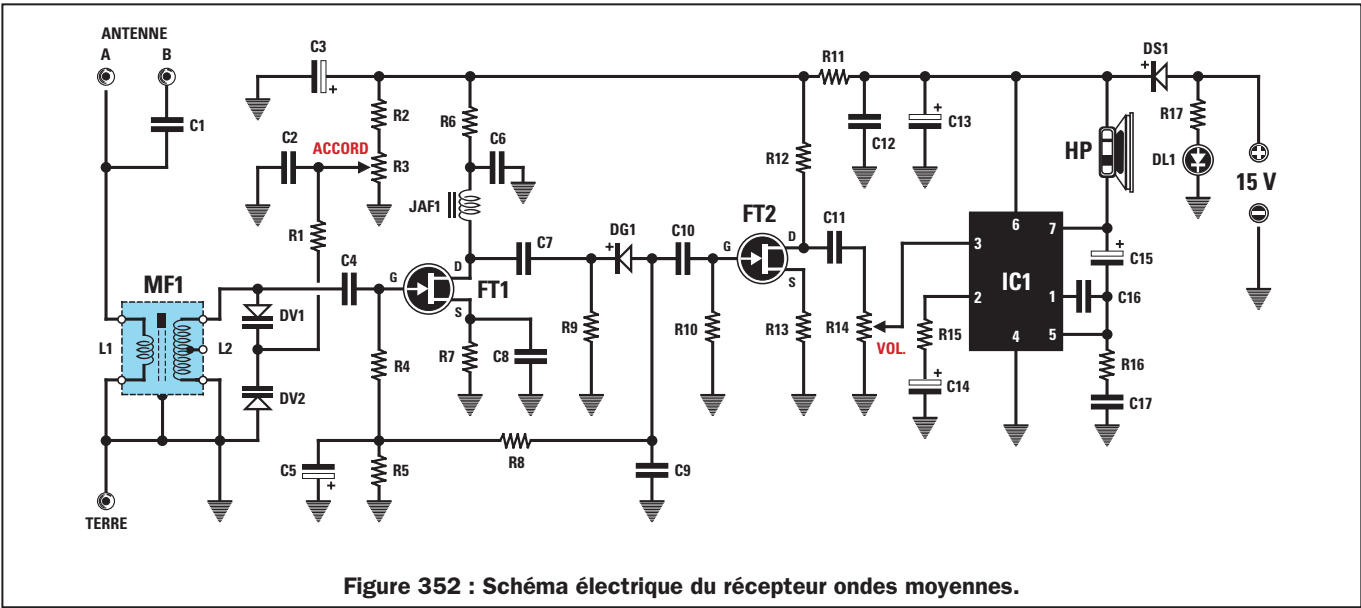 ANTENNE
A B
C1
C3
+
R2
C2
ACCORD
R3
R1
R6
C6
JAF1
C4
G
D
S
FT1
C7
DG1
+
C10
R9
R10
R4
R7
C8
R8
C5
+
R5
C9
MF1
L1
L2
DV1
DV2
TERRE
R11
R12
C12
C13
+
FT2
G
D
S
C11
R13
R14
VOL.
R15
C14
+
IC1
3
2
6
7
1
5
4
HP
C15
+
C16
R16
C17
DS1
+
R17
DL1
+
15 V
−
Figure 352 : Schéma électrique du récepteur ondes moyennes.